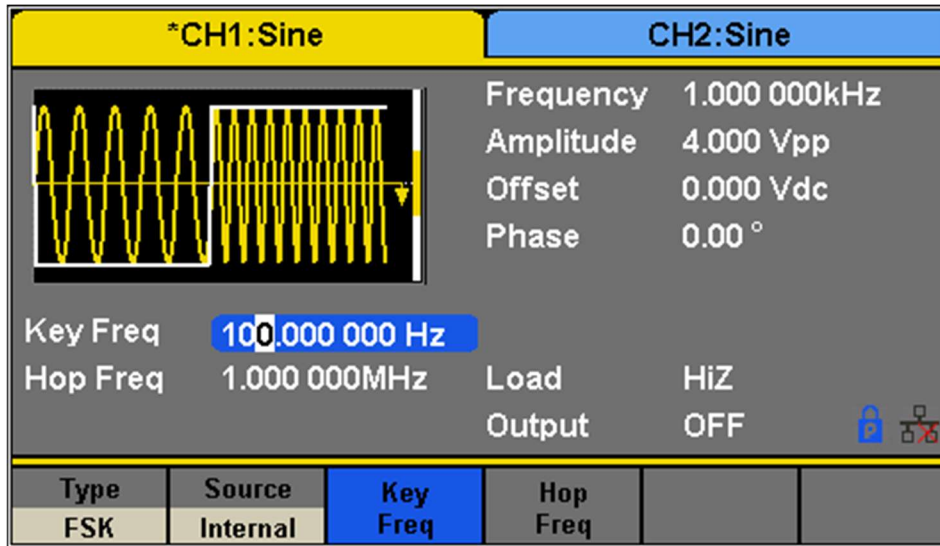 *CH1:Sine CH2:Sine
Frequency 1.000 000kHz
Amplitude 4.000 Vpp
Offset 0.000 Vdc
Phase 0.00 °
Key Freq 100.000 000 Hz
Hop Freq 1.000 000MHz Load HiZ
Output OFF P
Type Source Key Freq Hop Freq
FSK Internal